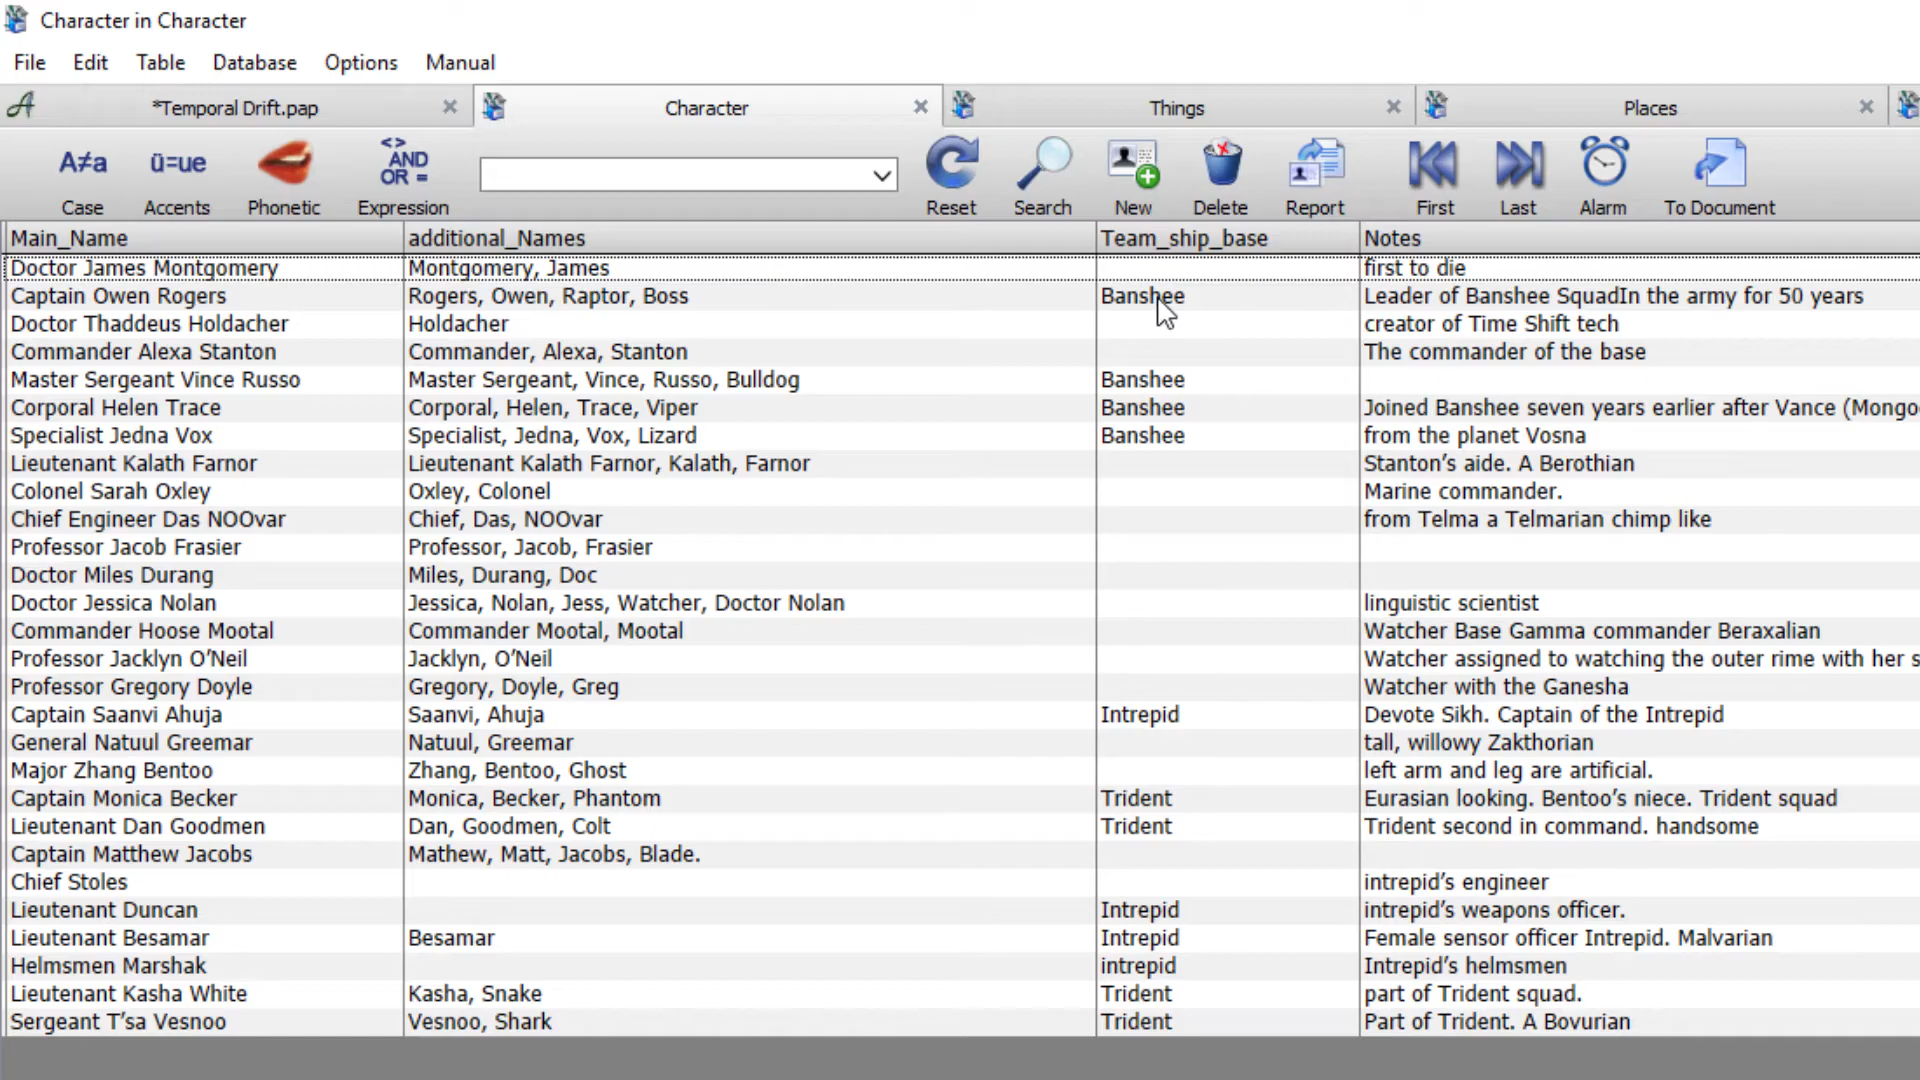 Character in Character
File Edit Table Database Options Manual
*Temporal Drift.pap Character Things Places
A≠a ü=ue <> AND OR =
Case Accents Phonetic Expression Reset Search New Delete Report First Last Alarm To Document
Main_Name additional_Names Team_ship_base Notes
Doctor James Montgomery Montgomery, James first to die
Captain Owen Rogers Rogers, Owen, Raptor, Boss Banshee Leader of Banshee SquadIn the army for 50 years
Doctor Thaddeus Holdacher Holdacher creator of Time Shift tech
Commander Alexa Stanton Commander, Alexa, Stanton The commander of the base
Master Sergeant Vince Russo Master Sergeant, Vince, Russo, Bulldog Banshee
Corporal Helen Trace Corporal, Helen, Trace, Viper Banshee Joined Banshee seven years earlier after Vance (Mongo
Specialist Jedna Vox Specialist, Jedna, Vox, Lizard Banshee from the planet Vosna
Lieutenant Kalath Farnor Lieutenant Kalath Farnor, Kalath, Farnor Stanton’s aide. A Berothian
Colonel Sarah Oxley Oxley, Colonel Marine commander.
Chief Engineer Das NOOvar Chief, Das, NOOvar from Telma a Telmarian chimp like
Professor Jacob Frasier Professor, Jacob, Frasier
Doctor Miles Durang Miles, Durang, Doc
Doctor Jessica Nolan Jessica, Nolan, Jess, Watcher, Doctor Nolan linguistic scientist
Commander Hoose Mootal Commander Mootal, Mootal Watcher Base Gamma commander Beraxalian
Professor Jacklyn O’Neil Jacklyn, O’Neil Watcher assigned to watching the outer rime with her s
Professor Gregory Doyle Gregory, Doyle, Greg Watcher with the Ganesha
Captain Saanvi Ahuja Saanvi, Ahuja Intrepid Devote Sikh. Captain of the Intrepid
General Natuul Greemar Natuul, Greemar tall, willowy Zakthorian
Major Zhang Bentoo Zhang, Bentoo, Ghost left arm and leg are artificial.
Captain Monica Becker Monica, Becker, Phantom Trident Eurasian looking. Bentoo’s niece. Trident squad
Lieutenant Dan Goodmen Dan, Goodmen, Colt Trident Trident second in command. handsome
Captain Matthew Jacobs Mathew, Matt, Jacobs, Blade.
Chief Stoles intrepid’s engineer
Lieutenant Duncan Intrepid intrepid’s weapons officer.
Lieutenant Besamar Besamar Intrepid Female sensor officer Intrepid. Malvarian
Helmsmen Marshak intrepid Intrepid’s helmsmen
Lieutenant Kasha White Kasha, Snake Trident part of Trident squad.
Sergeant T’sa Vesnoo Vesnoo, Shark Trident Part of Trident. A Bovurian